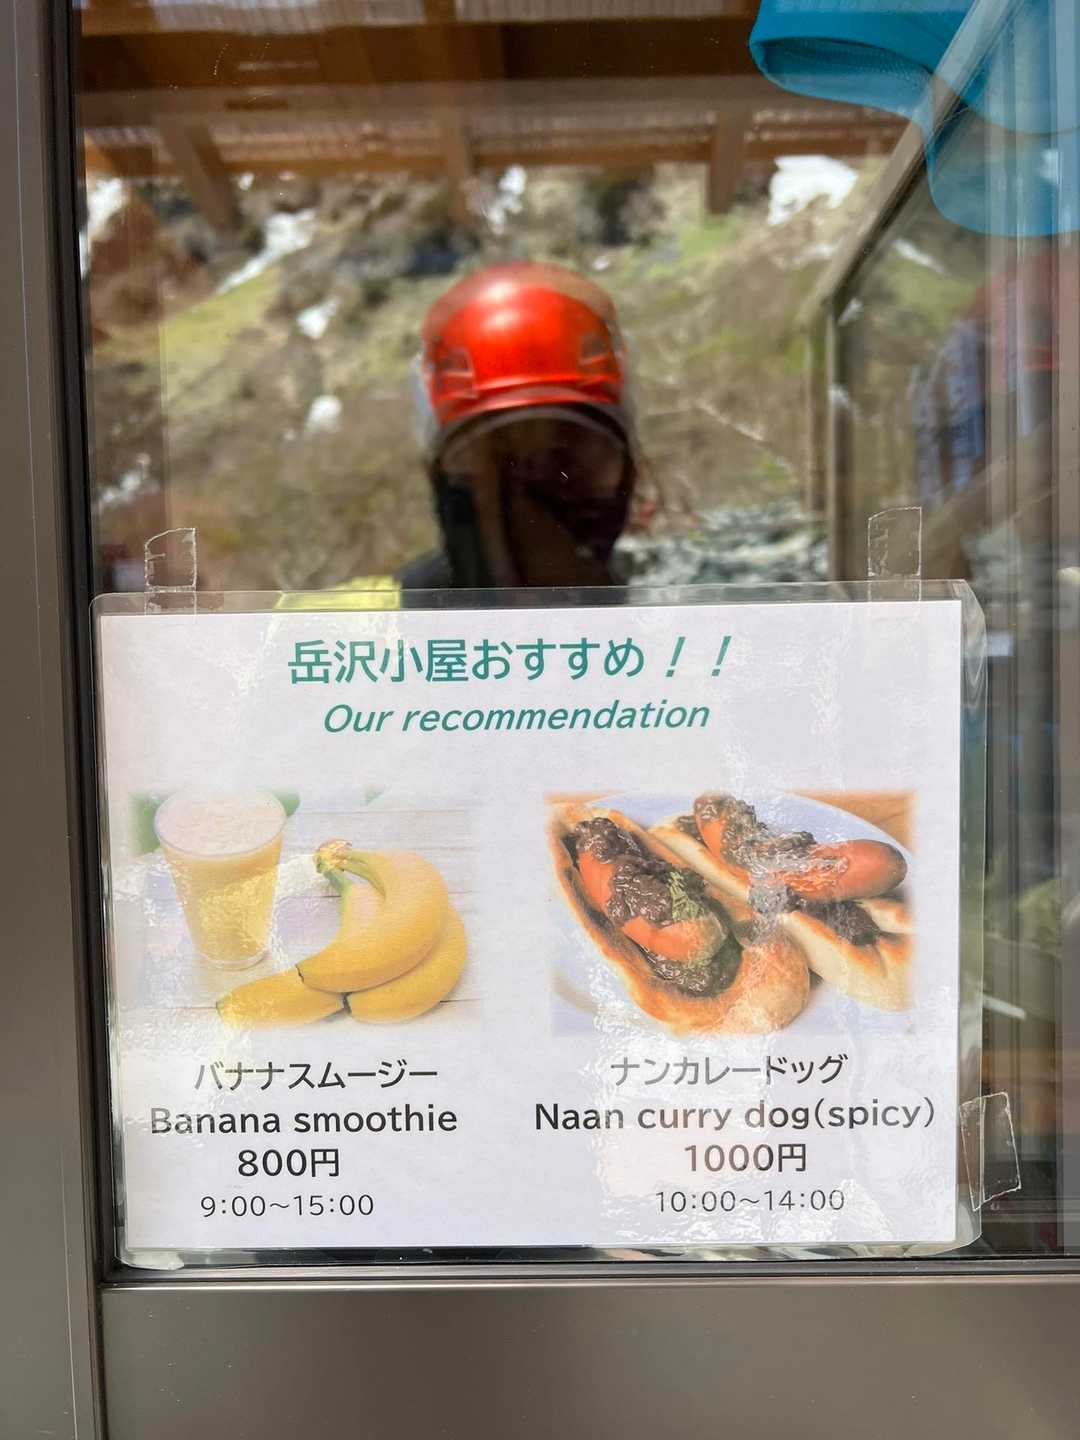 岳沢小屋おすすめ！！
Our recommendation
バナナスムージー
Banana smoothie
800円
9:00～15:00
ナンカレードッグ
Naan curry dog(spicy)
1000円
10:00～14:00